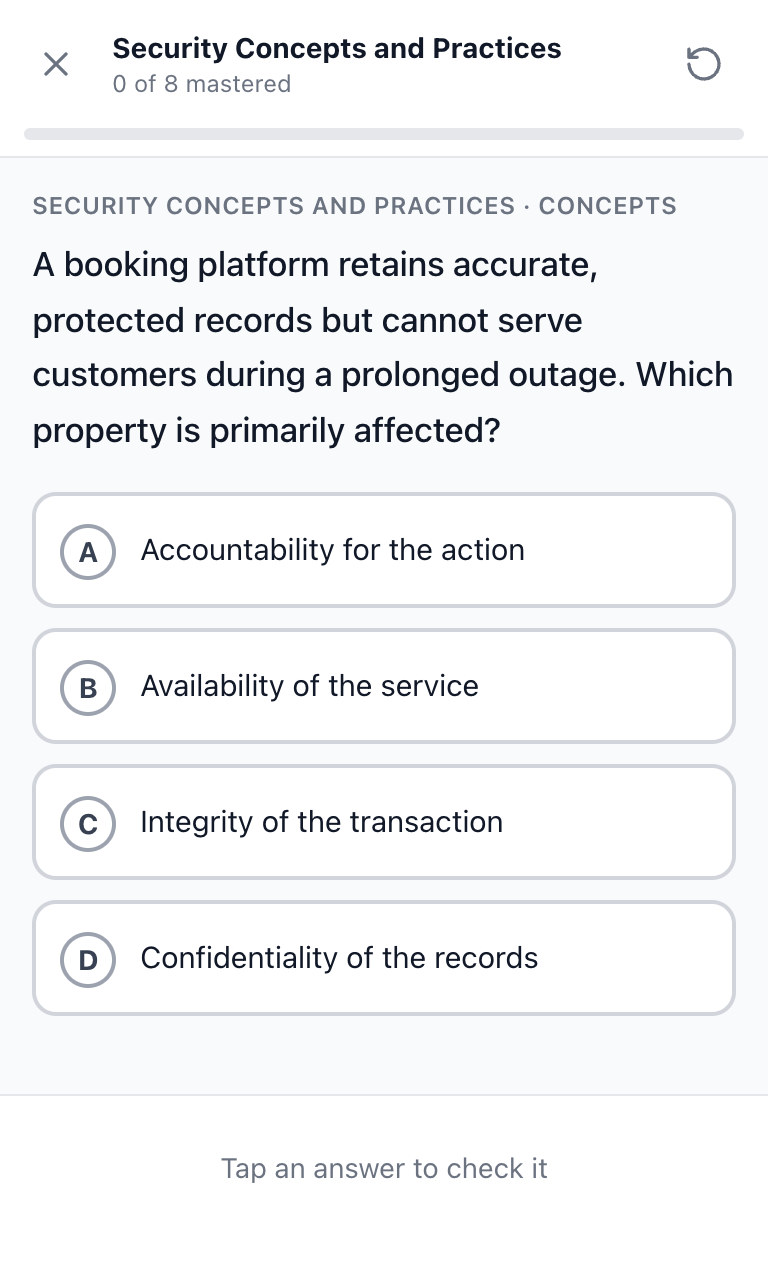 Security Concepts and Practices
0 of 8 mastered
SECURITY CONCEPTS AND PRACTICES · CONCEPTS
A booking platform retains accurate,
protected records but cannot serve
customers during a prolonged outage. Which
property is primarily affected?
A Accountability for the action
B Availability of the service
C Integrity of the transaction
D Confidentiality of the records
Tap an answer to check it